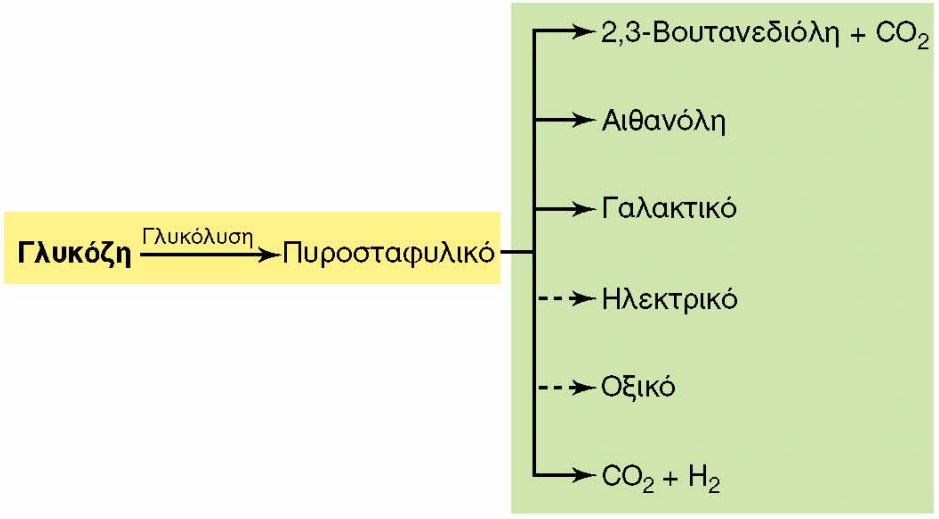 2,3-Βουτανεδιόλη + CO₂
Αιθανόλη
Γαλακτικό
Γλυκόζη Γλυκόλυση Πυροσταφυλικό
Ηλεκτρικό
Οξικό
CO₂ + H₂